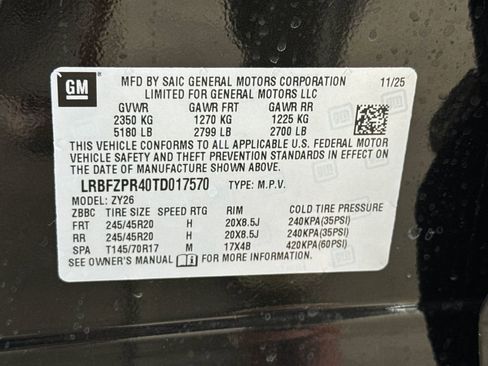 GM
MFD BY SAIC GENERAL MOTORS CORPORATION 11/25
LIMITED FOR GENERAL MOTORS LLC
GVWR GAWR FRT GAWR RR
2350 KG 1270 KG 1225 KG
5180 LB 2799 LB 2700 LB
THIS VEHICLE CONFORMS TO ALL APPLICABLE U.S. FEDERAL MOTOR
VEHICLE SAFETY AND THEFT PREVENTION STANDARDS IN EFFECT ON
THE DATE OF MANUFACTURE SHOWN ABOVE.
LRBFZPR40TD017570 TYPE: M.P.V.
MODEL: ZY26
ZBBC TIRE SIZE SPEED RTG RIM COLD TIRE PRESSURE
FRT 245/45R20 H 20X8.5J 240KPA(35PSI)
RR 245/45R20 H 20X8.5J 240KPA(35PSI)
SPA T145/70R17 M 17X4B 420KPA(60PSI)
SEE OWNER'S MANUAL FOR MORE INFORMATION